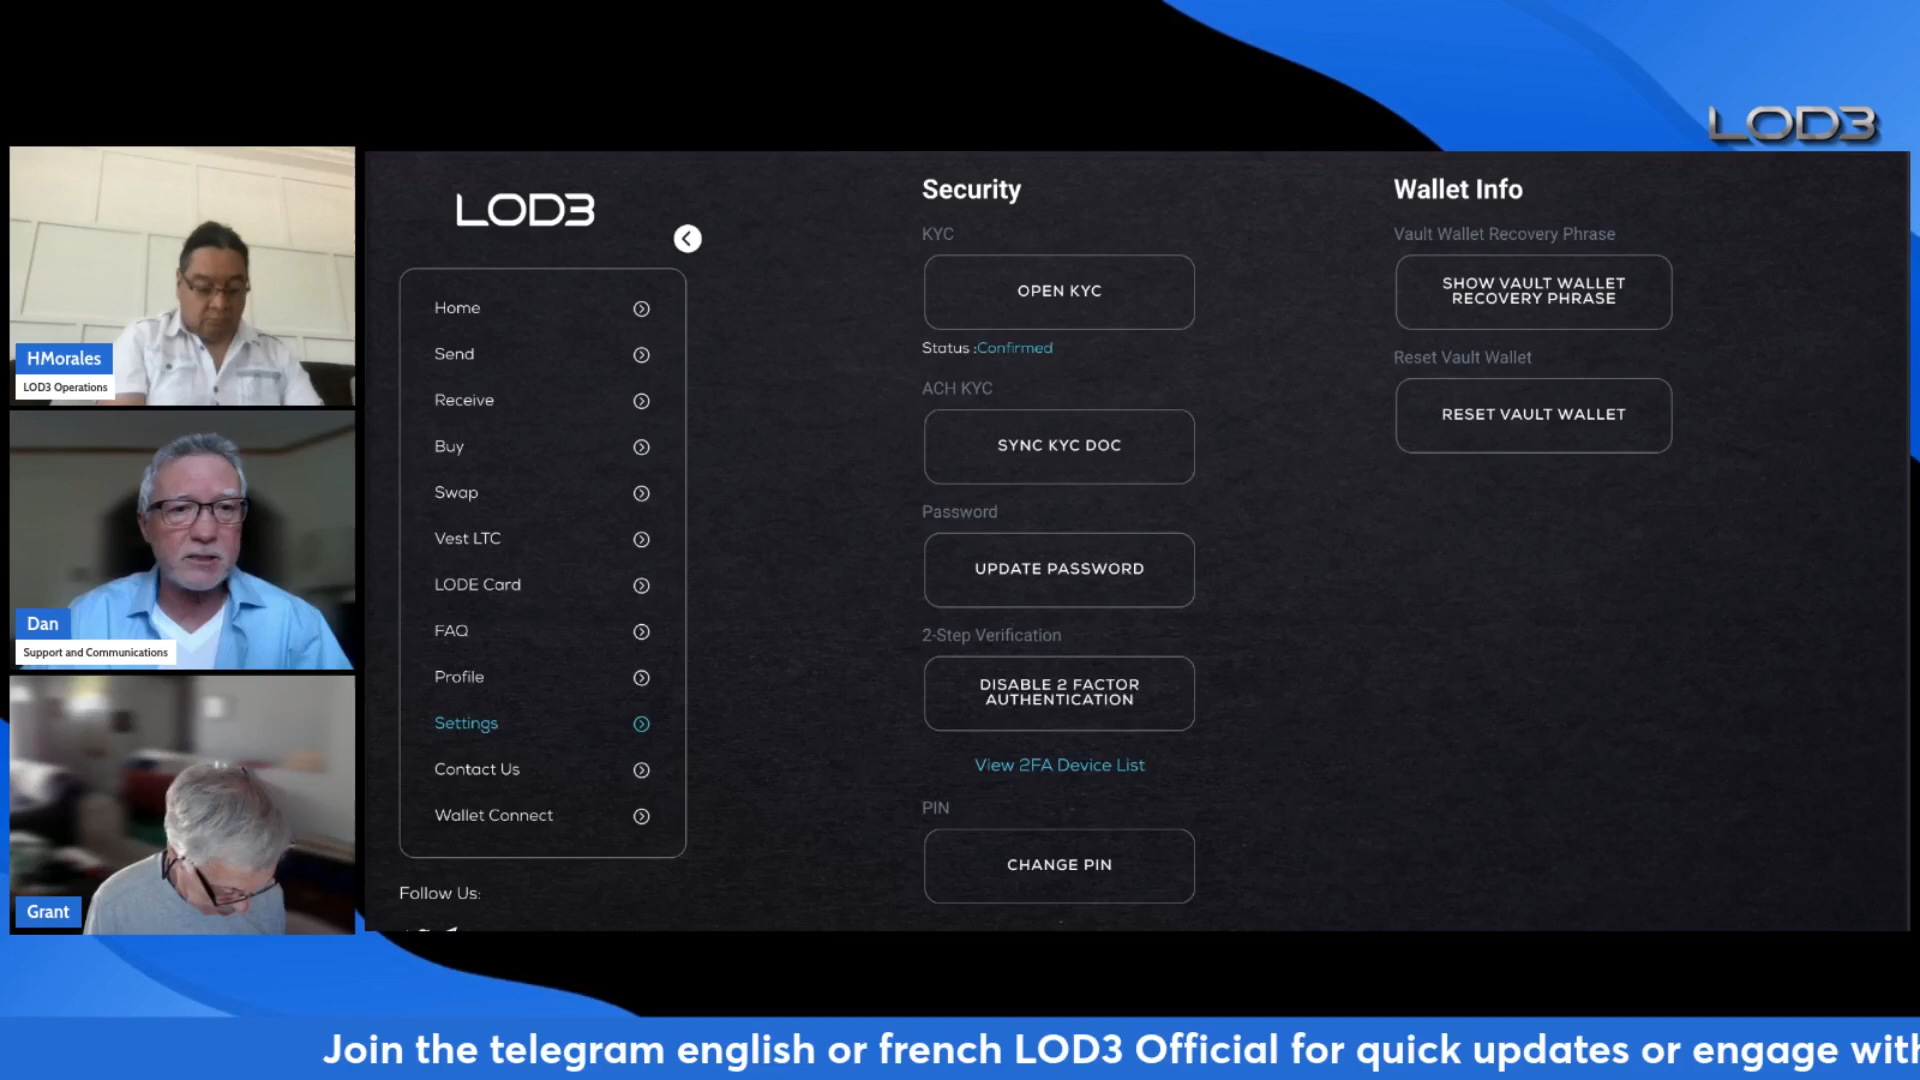 LOD3
HMorales
LOD3 Operations
Dan
Support and Communications
Grant
LOD3
Home
Send
Receive
Buy
Swap
Vest LTC
LODE Card
FAQ
Profile
Settings
Contact Us
Wallet Connect
Follow Us:
Security
KYC
OPEN KYC
Status :Confirmed
ACH KYC
SYNC KYC DOC
Password
UPDATE PASSWORD
2-Step Verification
DISABLE 2 FACTOR
AUTHENTICATION
View 2FA Device List
PIN
CHANGE PIN
Wallet Info
Vault Wallet Recovery Phrase
SHOW VAULT WALLET
RECOVERY PHRASE
Reset Vault Wallet
RESET VAULT WALLET
Join the telegram english or french LOD3 Official for quick updates or engage with